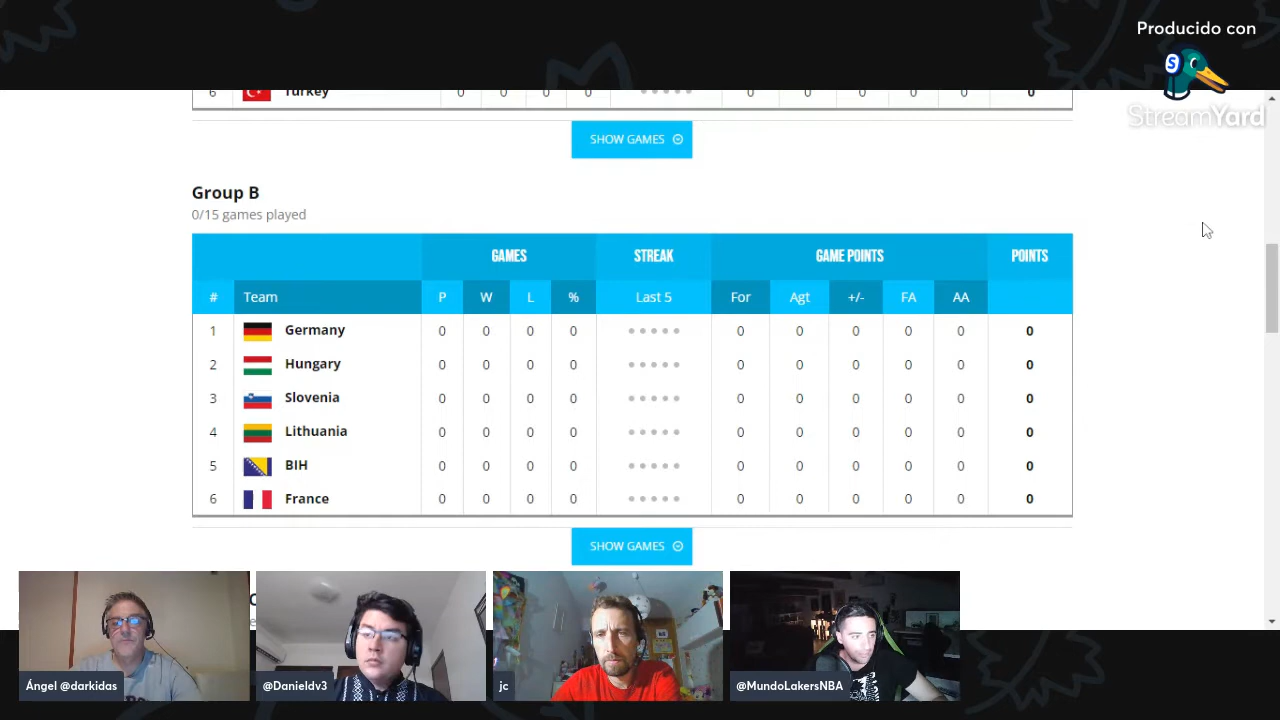 Producido con
StreamYard
6 Turkey 0 0 0 0 0 0 0 0 0 0
SHOW GAMES
Group B
0/15 games played
GAMES STREAK GAME POINTS POINTS
# Team P W L % Last 5 For Agt +/- FA AA
1 Germany 0 0 0 0 0 0 0 0 0 0
2 Hungary 0 0 0 0 0 0 0 0 0 0
3 Slovenia 0 0 0 0 0 0 0 0 0 0
4 Lithuania 0 0 0 0 0 0 0 0 0 0
5 BIH 0 0 0 0 0 0 0 0 0 0
6 France 0 0 0 0 0 0 0 0 0 0
SHOW GAMES
Ángel @darkidas
@Danieldv3
jc
@MundoLakersNBA